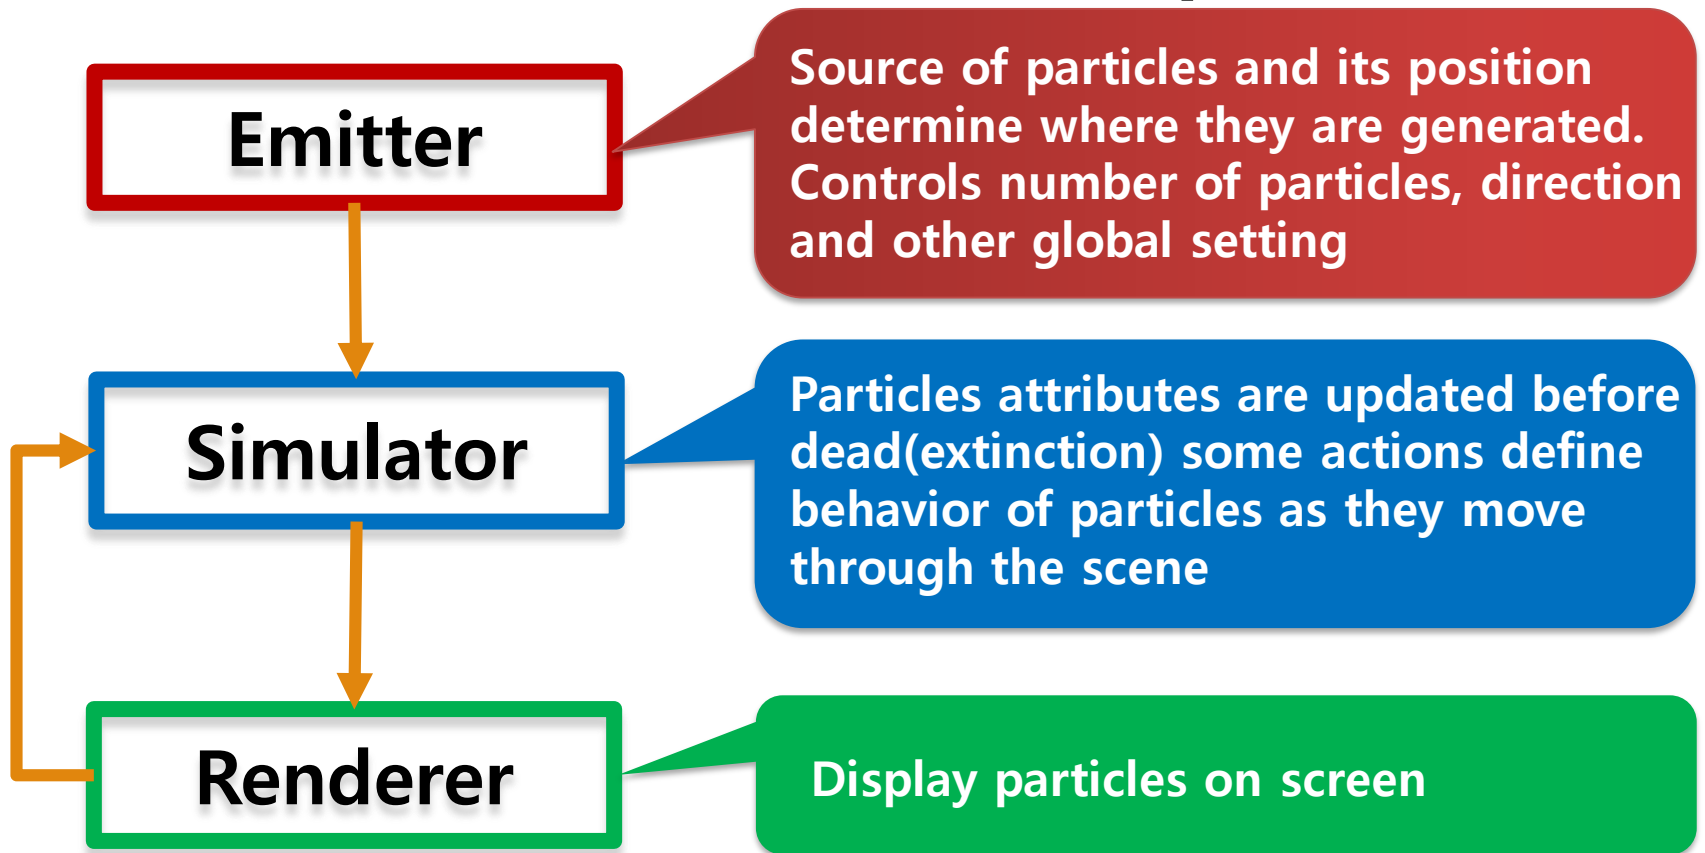 Emitter
Source of particles and its position
determine where they are generated.
Controls number of particles, direction
and other global setting
Simulator
Particles attributes are updated before
dead(extinction) some actions define
behavior of particles as they move
through the scene
Renderer
Display particles on screen